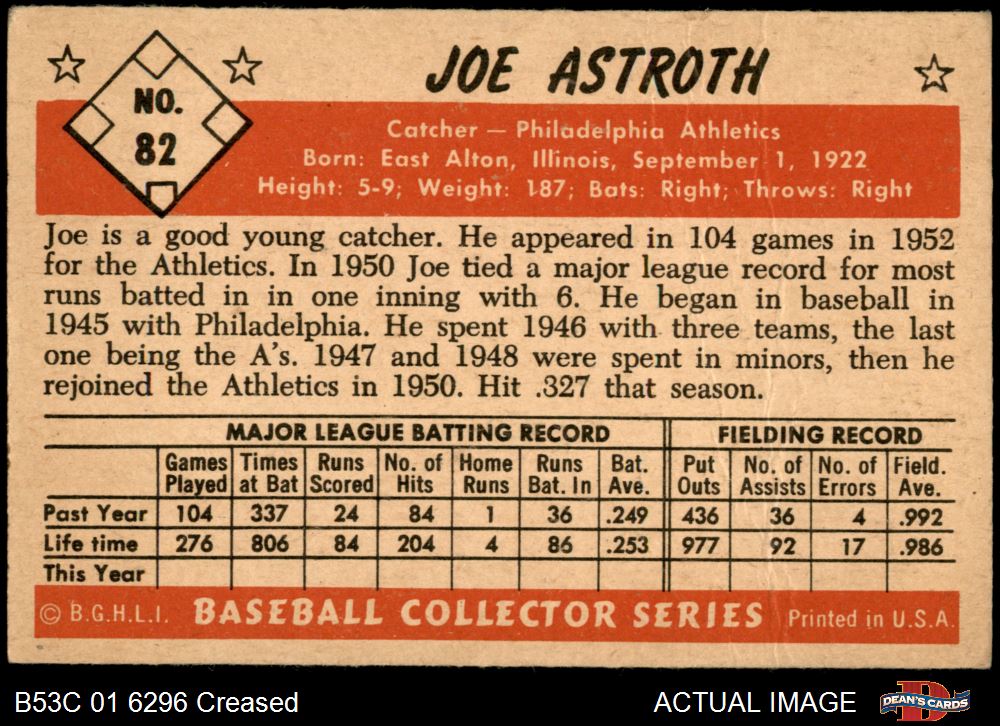 NO.
82
JOE ASTROTH
Catcher — Philadelphia Athletics
Born: East Alton, Illinois, September 1, 1922
Height: 5-9; Weight: 187; Bats: Right; Throws: Right
Joe is a good young catcher. He appeared in 104 games in 1952
for the Athletics. In 1950 Joe tied a major league record for most
runs batted in in one inning with 6. He began in baseball in
1945 with Philadelphia. He spent 1946 with three teams, the last
one being the A's. 1947 and 1948 were spent in minors, then he
rejoined the Athletics in 1950. Hit .327 that season.
MAJOR LEAGUE BATTING RECORD FIELDING RECORD
Games Times Runs No. of Home Runs Bat. Put No. of No. of Field.
Played at Bat Scored Hits Runs Bat. In Ave. Outs Assists Errors Ave.
Past Year 104 337 24 84 1 36 .249 436 36 4 .992
Life time 276 806 84 204 4 86 .253 977 92 17 .986
This Year
© B.G.H.L.I. BASEBALL COLLECTOR SERIES Printed in U.S.A.
B53C 01 6296 Creased ACTUAL IMAGE DEAN'S CARDS